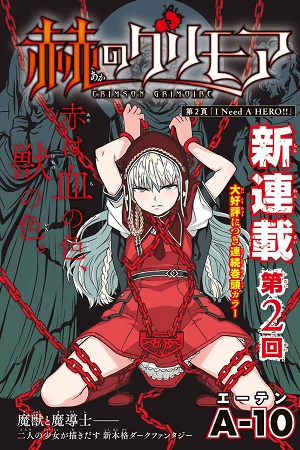 赫のグリモア
あか
CRIMSON GRIMOIRE
第2頁「I Need A HERO!!」
赤は血の色、
獣の色。
新連載
第2回
大好評につき連続巻頭カラー
エーテン
A-10
魔獣と魔導士――
二人の少女が描きだす 新本格ダークファンタジー